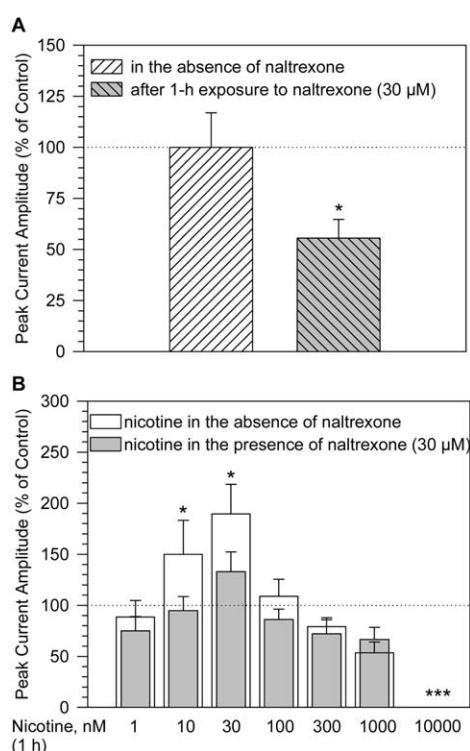 A
150
in the absence of naltrexone
after 1-h exposure to naltrexone (30 µM)
125
100
75
*
50
25
0
Peak Current Amplitude (% of Control)
B
300
nicotine in the absence of naltrexone
nicotine in the presence of naltrexone (30 µM)
250
200
*
*
150
100
50
0
***
Peak Current Amplitude (% of Control)
Nicotine, nM 1 10 30 100 300 1000 10000
(1 h)